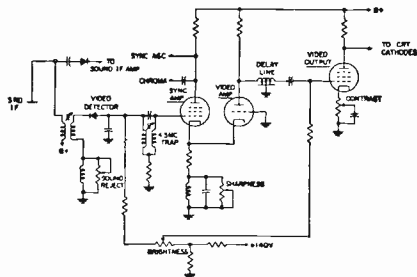 B+
TO
SOUND IF AMP
SYNC AGC
CHROMA
SYNC
AMP
VIDEO
AMP
DELAY
LINE
VIDEO
OUTPUT
TO CRT
CATHODES
CONTRAST
3RD
IF
VIDEO
DETECTOR
4.5MC
TRAP
B+
SOUND
REJECT
SHARPNESS
BRIGHTNESS
+140V